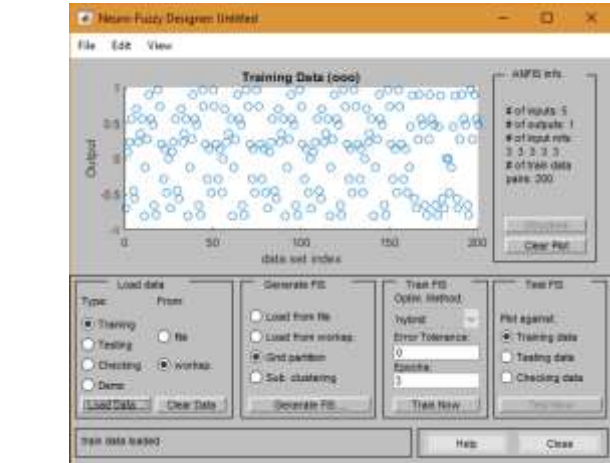 Neuro-Fuzzy Designer: Untitled
File Edit View
Training Data (ooo)
ANFIS info.
1
0.5
0
-0.5
-1
Output
0 50 100 150 200
data set index
# of inputs: 5
# of outputs: 1
# of input mfs:
3 3 3 3 3
# of train data
pairs: 200
Structure
Clear Plot
Load data
Type: From:
Training
Testing
Checking
Demo
file
worksp.
Load Data... Clear Data
Generate FIS
Load from file
Load from worksp.
Grid partition
Sub. clustering
Generate FIS ...
Train FIS
Optim. Method:
hybrid
Error Tolerance:
0
Epochs:
3
Train Now
Test FIS
Plot against:
Training data
Testing data
Checking data
Test Now
train data loaded
Help Close